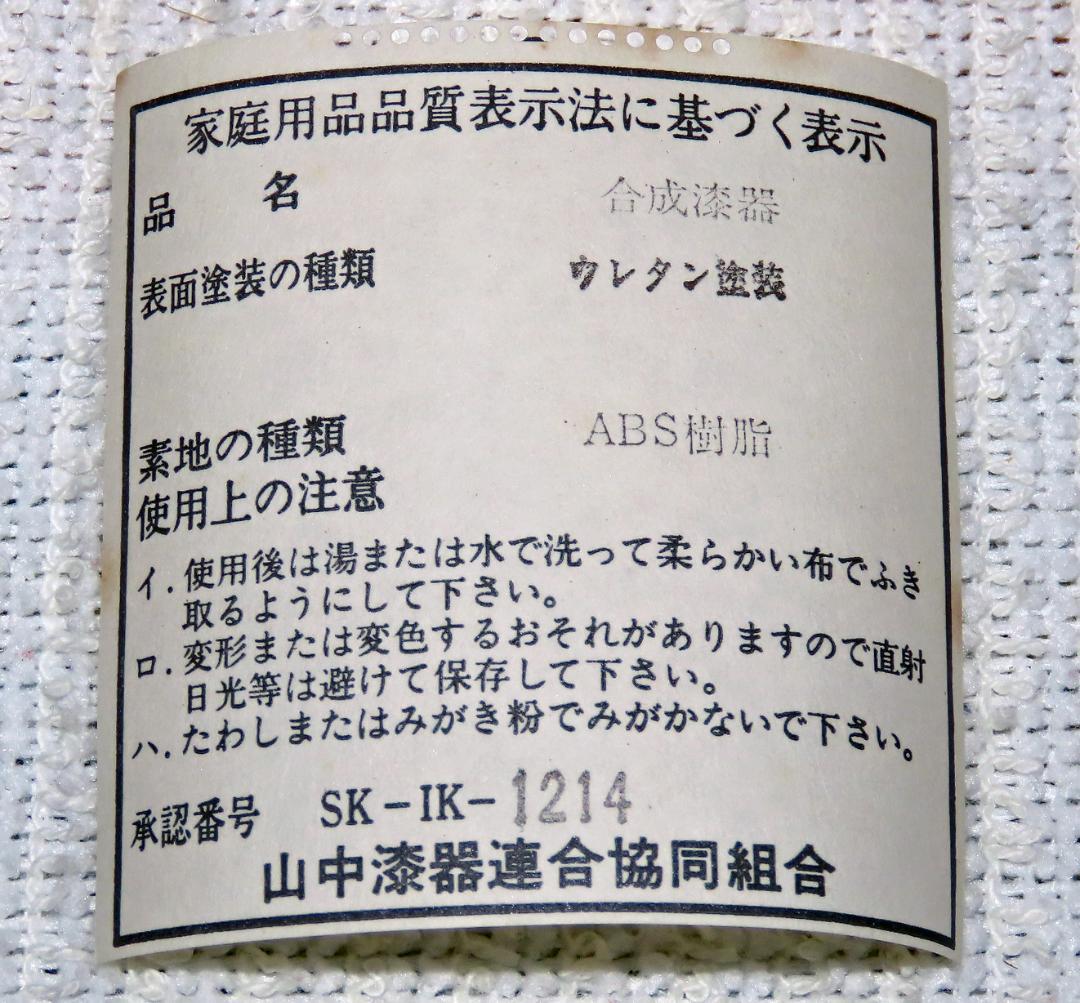 家庭用品品質表示法に基づく表示
品名 合成漆器
表面塗装の種類 ウレタン塗装
素地の種類 ABS樹脂
使用上の注意
イ. 使用後は湯または水で洗って柔らかい布でふき
取るようにして下さい。
ロ. 変形または変色するおそれがありますので直射
日光等は避けて保存して下さい。
ハ. たわしまたはみがき粉でみがかないで下さい。
承認番号 SK-IK-1214
山中漆器連合協同組合